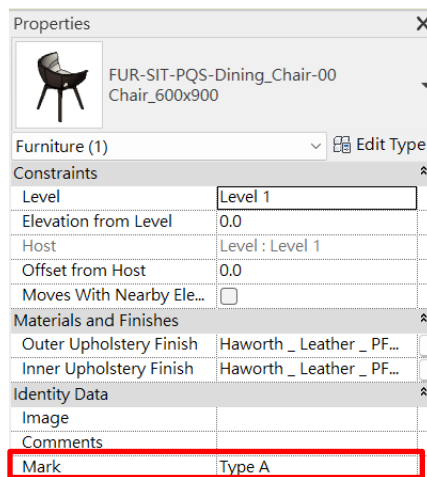 Properties
FUR-SIT-PQS-Dining_Chair-00
Chair_600x900
Furniture (1) Edit Type
Constraints
Level Level 1
Elevation from Level 0.0
Host Level : Level 1
Offset from Host 0.0
Moves With Nearby Ele...
Materials and Finishes
Outer Upholstery Finish Haworth _ Leather _ PF...
Inner Upholstery Finish Haworth _ Leather _ PF...
Identity Data
Image
Comments
Mark Type A